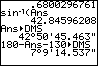 .6800296761
sin⁻¹(Ans
42.84596208
Ans▶DMS
42°50'45.463"
180-Ans-130▶DMS
7°9'14.537"